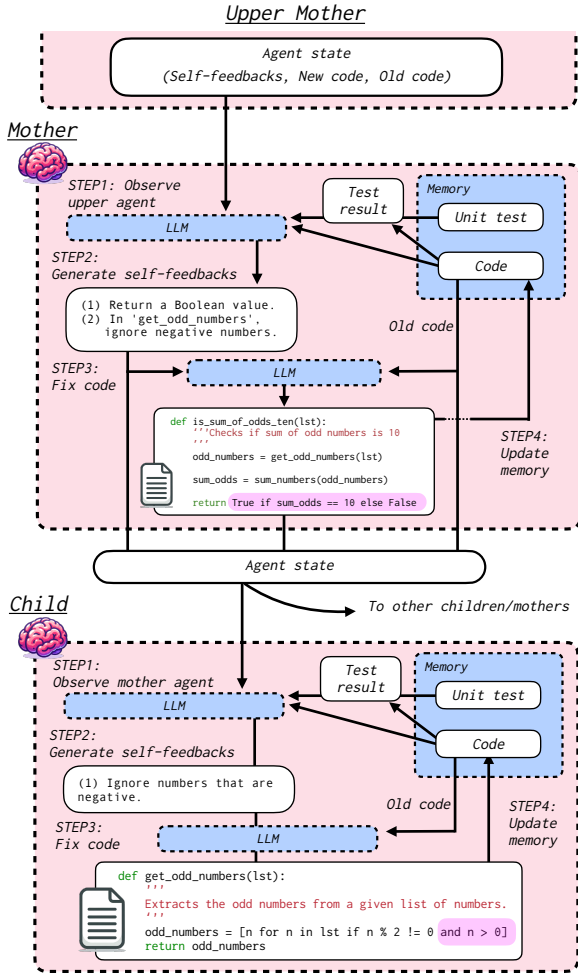 Upper Mother
Agent state
(Self-feedbacks, New code, Old code)
Mother
STEP1: Observe
upper agent
LLM
Test
result
Memory
Unit test
Code
STEP2:
Generate self-feedbacks
(1) Return a Boolean value.
(2) In 'get_odd_numbers',
ignore negative numbers.
Old code
STEP3:
Fix code
LLM
def is_sum_of_odds_ten(lst):
'''Checks if sum of odd numbers is 10
'''
odd_numbers = get_odd_numbers(lst)
sum_odds = sum_numbers(odd_numbers)
return True if sum_odds == 10 else False
STEP4:
Update
memory
Agent state
To other children/mothers
Child
STEP1:
Observe mother agent
LLM
Test
result
Memory
Unit test
Code
STEP2:
Generate self-feedbacks
(1) Ignore numbers that are
negative.
Old code
STEP3:
Fix code
LLM
STEP4:
Update
memory
def get_odd_numbers(lst):
'''
Extracts the odd numbers from a given list of numbers.
'''
odd_numbers = [n for n in lst if n % 2 != 0 and n > 0]
return odd_numbers